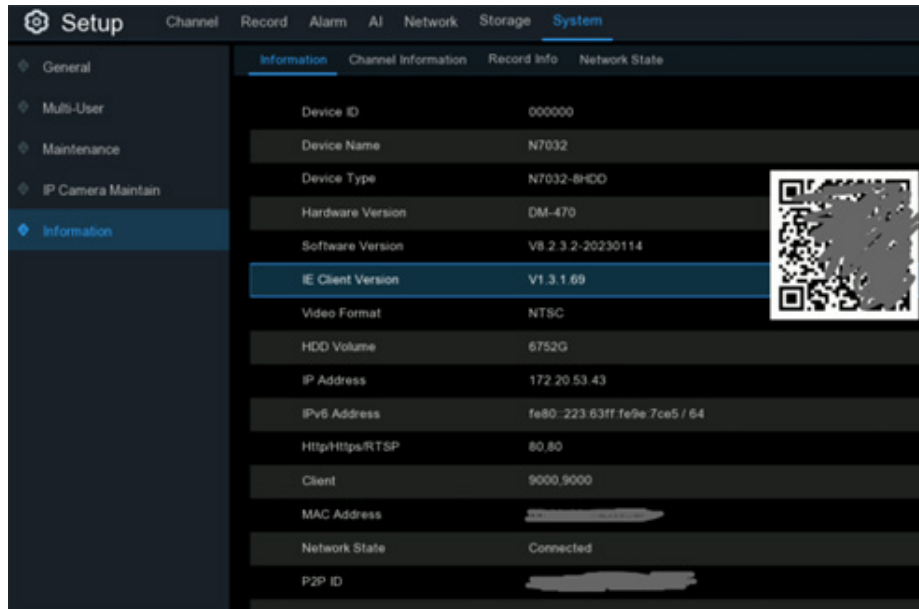 Setup Channel Record Alarm AI Network Storage System
General
Multi-User
Maintenance
IP Camera Maintain
Information
Information Channel Information Record Info Network State
Device ID 000000
Device Name N7032
Device Type N7032-8HDD
Hardware Version DM-470
Software Version V8.2.3.2-20230114
IE Client Version V1.3.1.69
Video Format NTSC
HDD Volume 6752G
IP Address 172.20.53.43
IPv6 Address fe80::223:63ff:fe9e:7ce5 / 64
Http/Https/RTSP 80,80
Client 9000,9000
MAC Address
Network State Connected
P2P ID